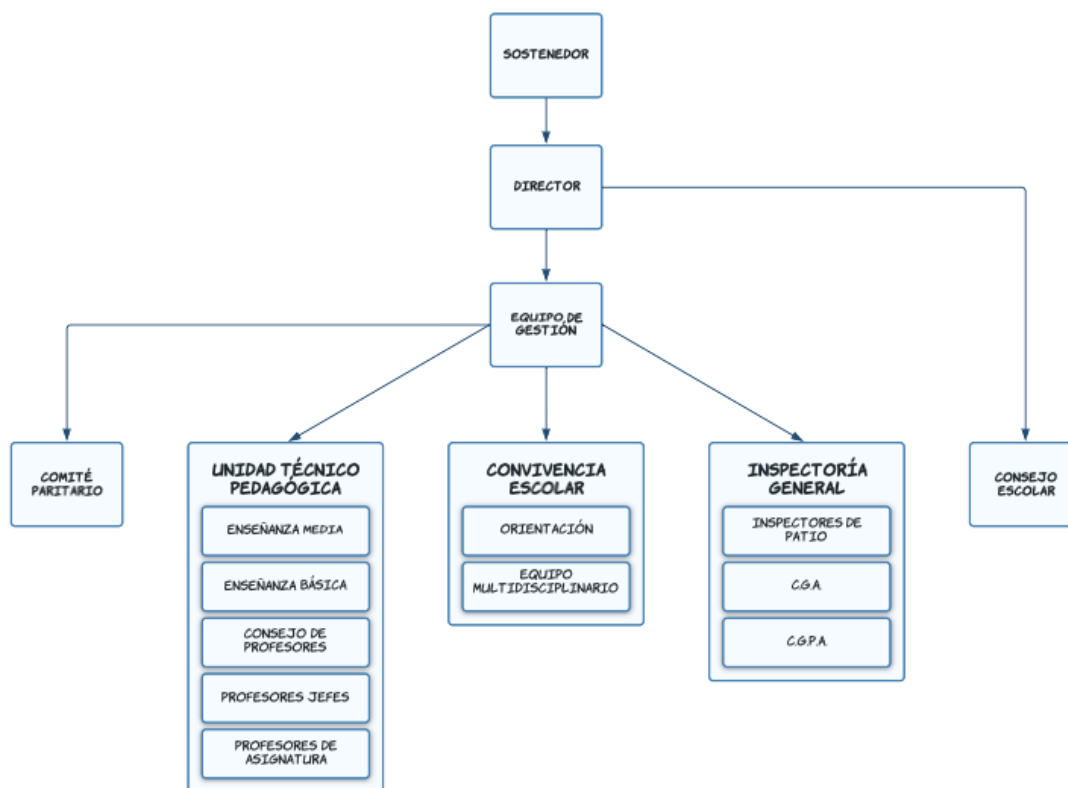 SOSTENEDOR
DIRECTOR
EQUIPO DE
GESTIÓN
COMITÉ
PARITARIO
UNIDAD TÉCNICO
PEDAGÓGICA
ENSEÑANZA MEDIA
ENSEÑANZA BÁSICA
CONSEJO DE
PROFESORES
PROFESORES JEFES
PROFESORES DE
ASIGNATURA
CONVIVENCIA
ESCOLAR
ORIENTACIÓN
EQUIPO
MULTIDISCIPLINARIO
INSPECTORÍA
GENERAL
INSPECTORES DE
PATIO
C.G.A.
C.G.P.A.
CONSEJO
ESCOLAR